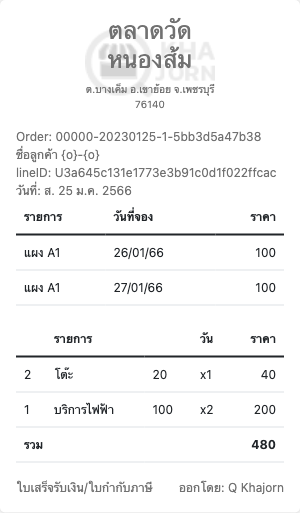 ตลาดวัด
หนองส้ม
KHA
JURN
ต.บางเค็ม อ.เขาย้อย จ.เพชรบุรี
76140
Order: 00000-20230125-1-5bb3d5a47b38
ชื่อลูกค้า {o}-{o}
lineID: U3a645c131e1773e3b91c0d1f022ffcac
วันที่: ส. 25 ม.ค. 2566
รายการ วันที่จอง ราคา
แผง A1 26/01/66 100
แผง A1 27/01/66 100
รายการ วัน ราคา
2 โต๊ะ 20 x1 40
1 บริการไฟฟ้า 100 x2 200
รวม 480
ใบเสร็จรับเงิน/ใบกำกับภาษี ออกโดย: Q Khajorn